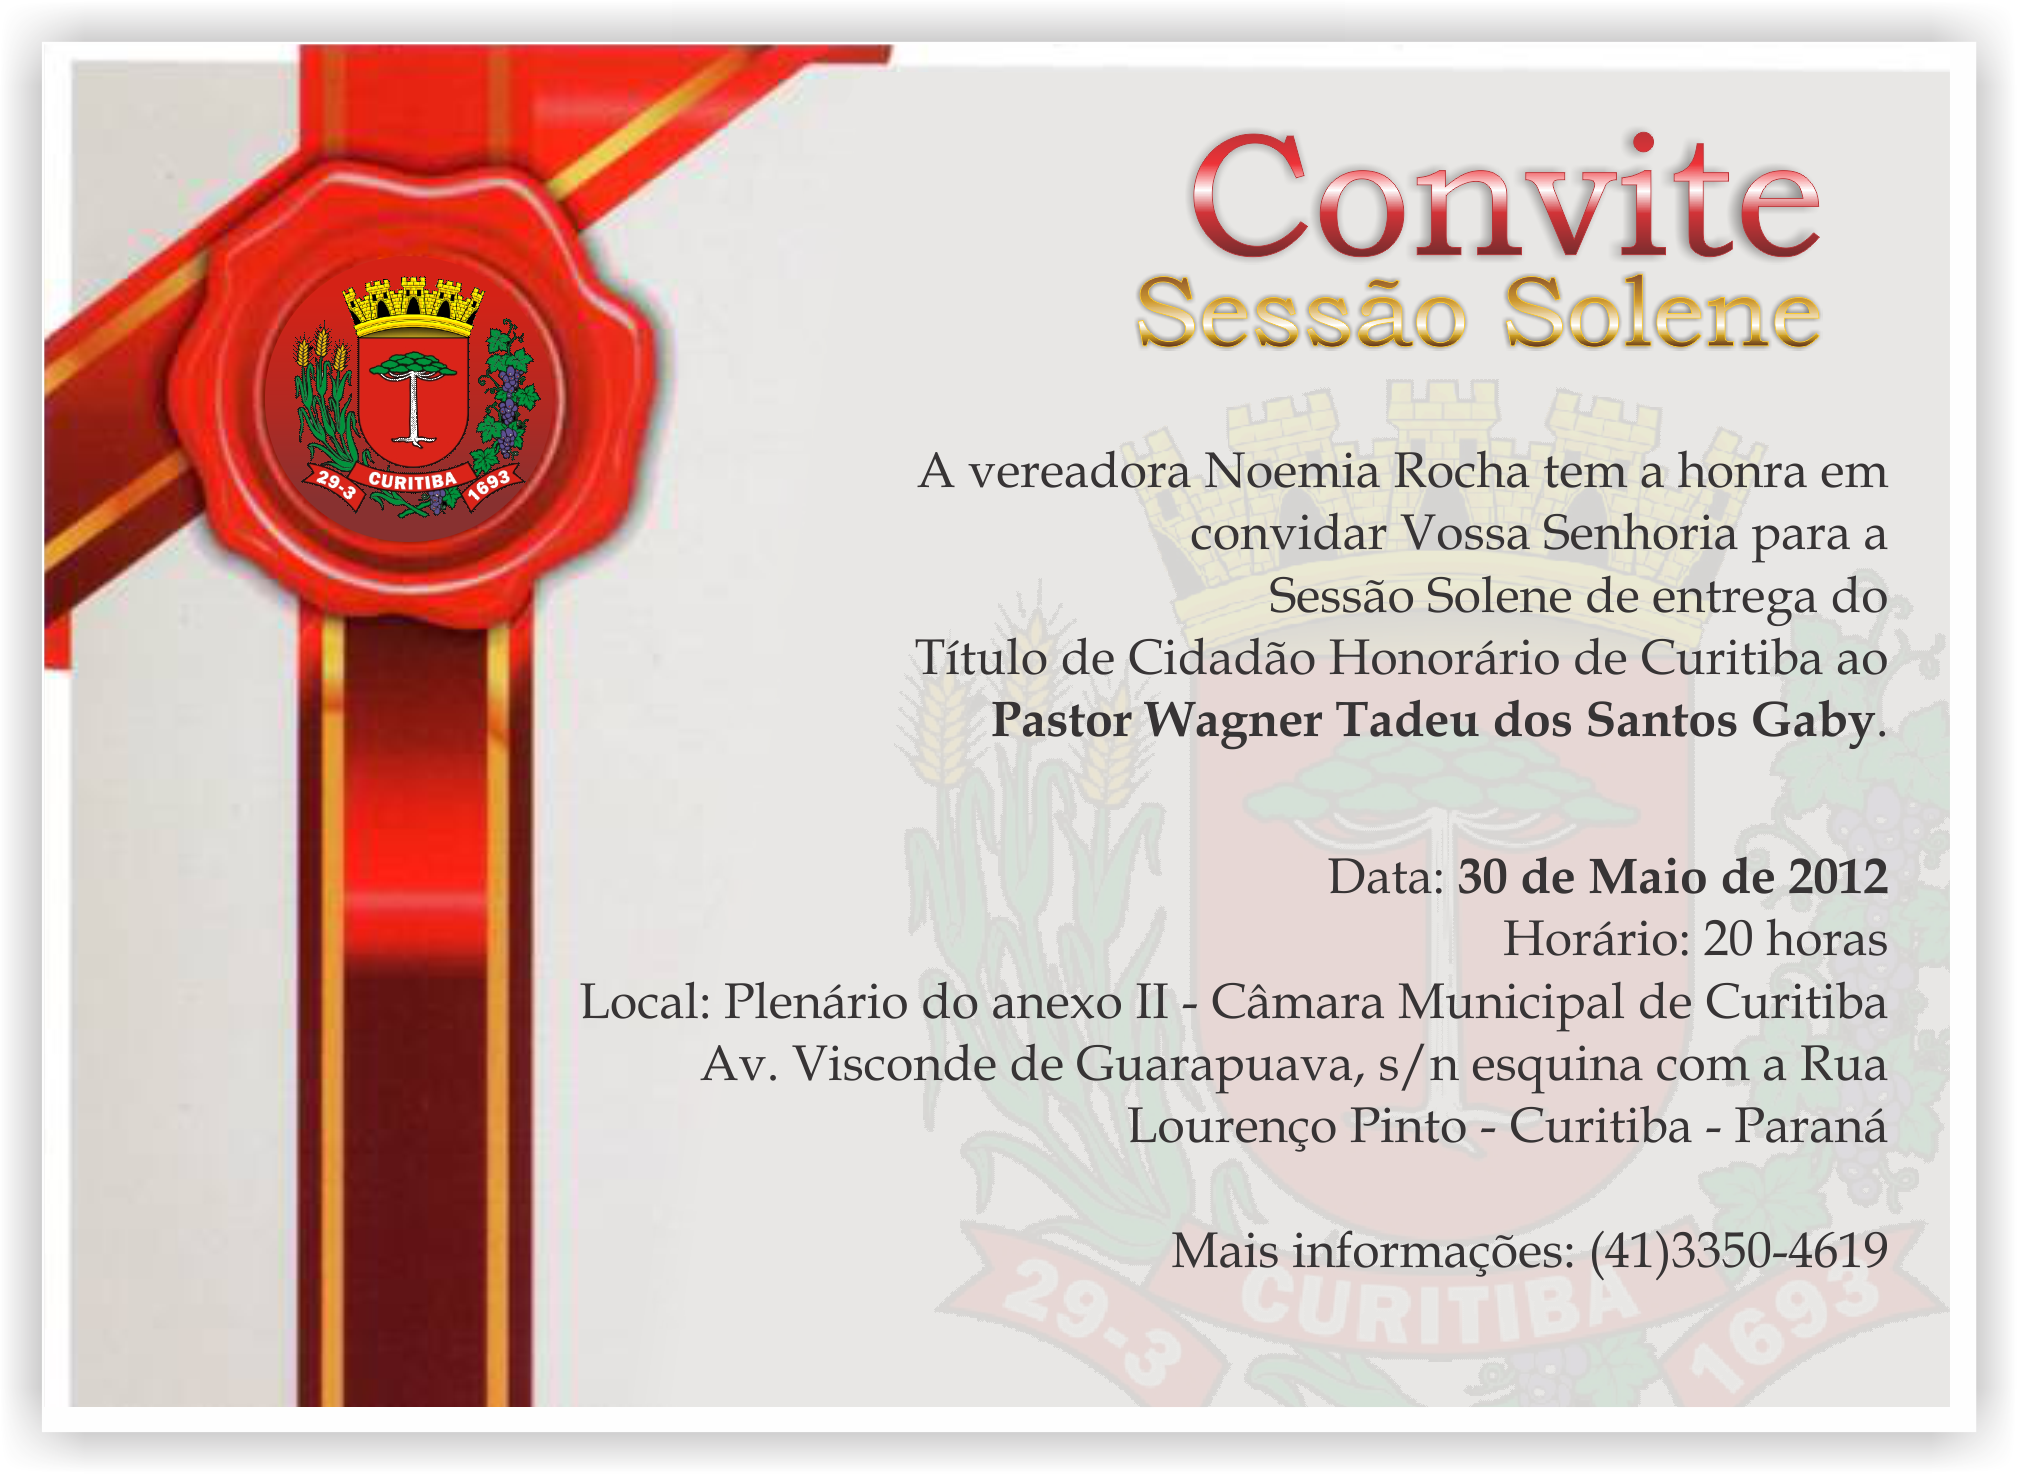 Convite
Sessão Solene
A vereadora Noemia Rocha tem a honra em
convidar Vossa Senhoria para a
Sessão Solene de entrega do
Título de Cidadão Honorário de Curitiba ao
Pastor Wagner Tadeu dos Santos Gaby.
Data: 30 de Maio de 2012
Horário: 20 horas
Local: Plenário do anexo II - Câmara Municipal de Curitiba
Av. Visconde de Guarapuava, s/n esquina com a Rua
Lourenço Pinto - Curitiba - Paraná
Mais informações: (41)3350-4619
29-3 CURITIBA 1693
29-3 CURITIBA 1693